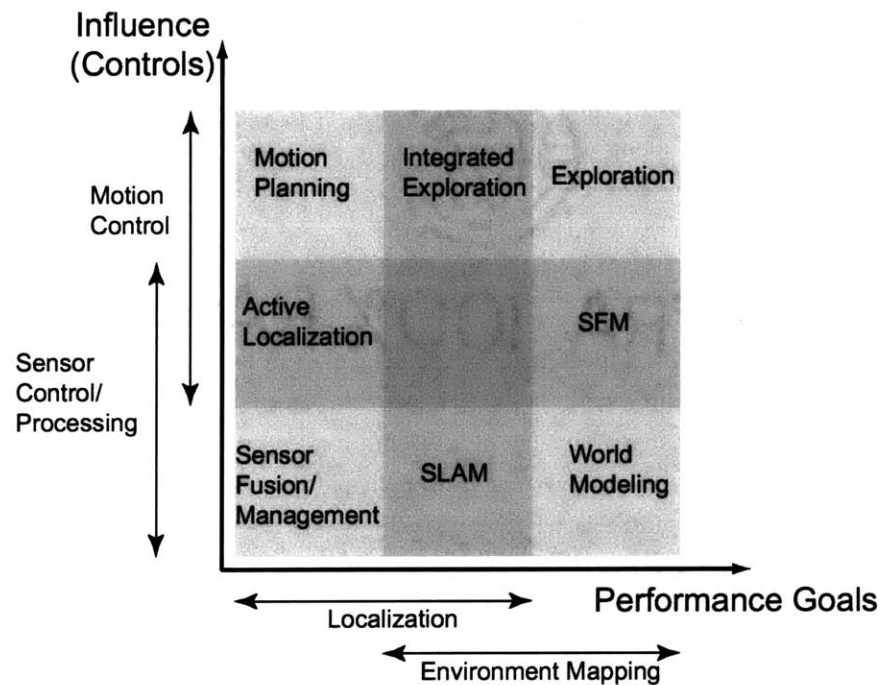 Influence
(Controls)
Motion
Planning
Integrated
Exploration
Exploration
Motion
Control
Active
Localization
SFM
Sensor
Control/
Processing
Sensor
Fusion/
Management
SLAM
World
Modeling
Performance Goals
Localization
Environment Mapping